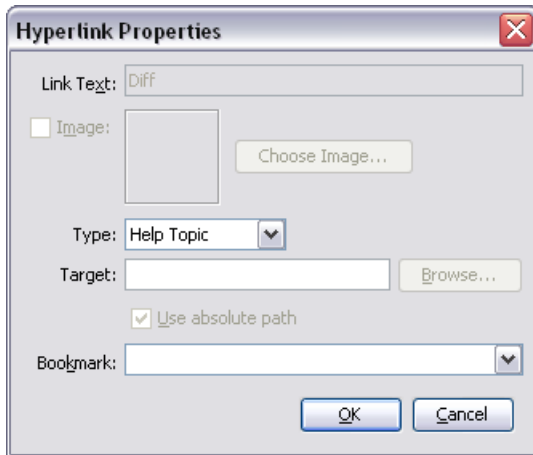 Hyperlink Properties
Link Text: Diff
Image:
Choose Image...
Type: Help Topic
Target: Browse...
Use absolute path
Bookmark:
OK Cancel